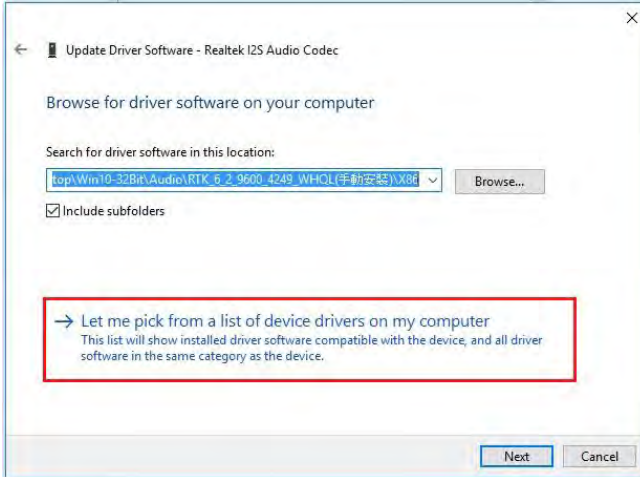 Update Driver Software - Realtek I2S Audio Codec
Browse for driver software on your computer
Search for driver software in this location:
top\Win10-32Bit\Audio\RTK_6_2_9600_4249_WHQL(手動安裝)\X86
Browse...
Include subfolders
Let me pick from a list of device drivers on my computer
This list will show installed driver software compatible with the device, and all driver
software in the same category as the device.
Next
Cancel